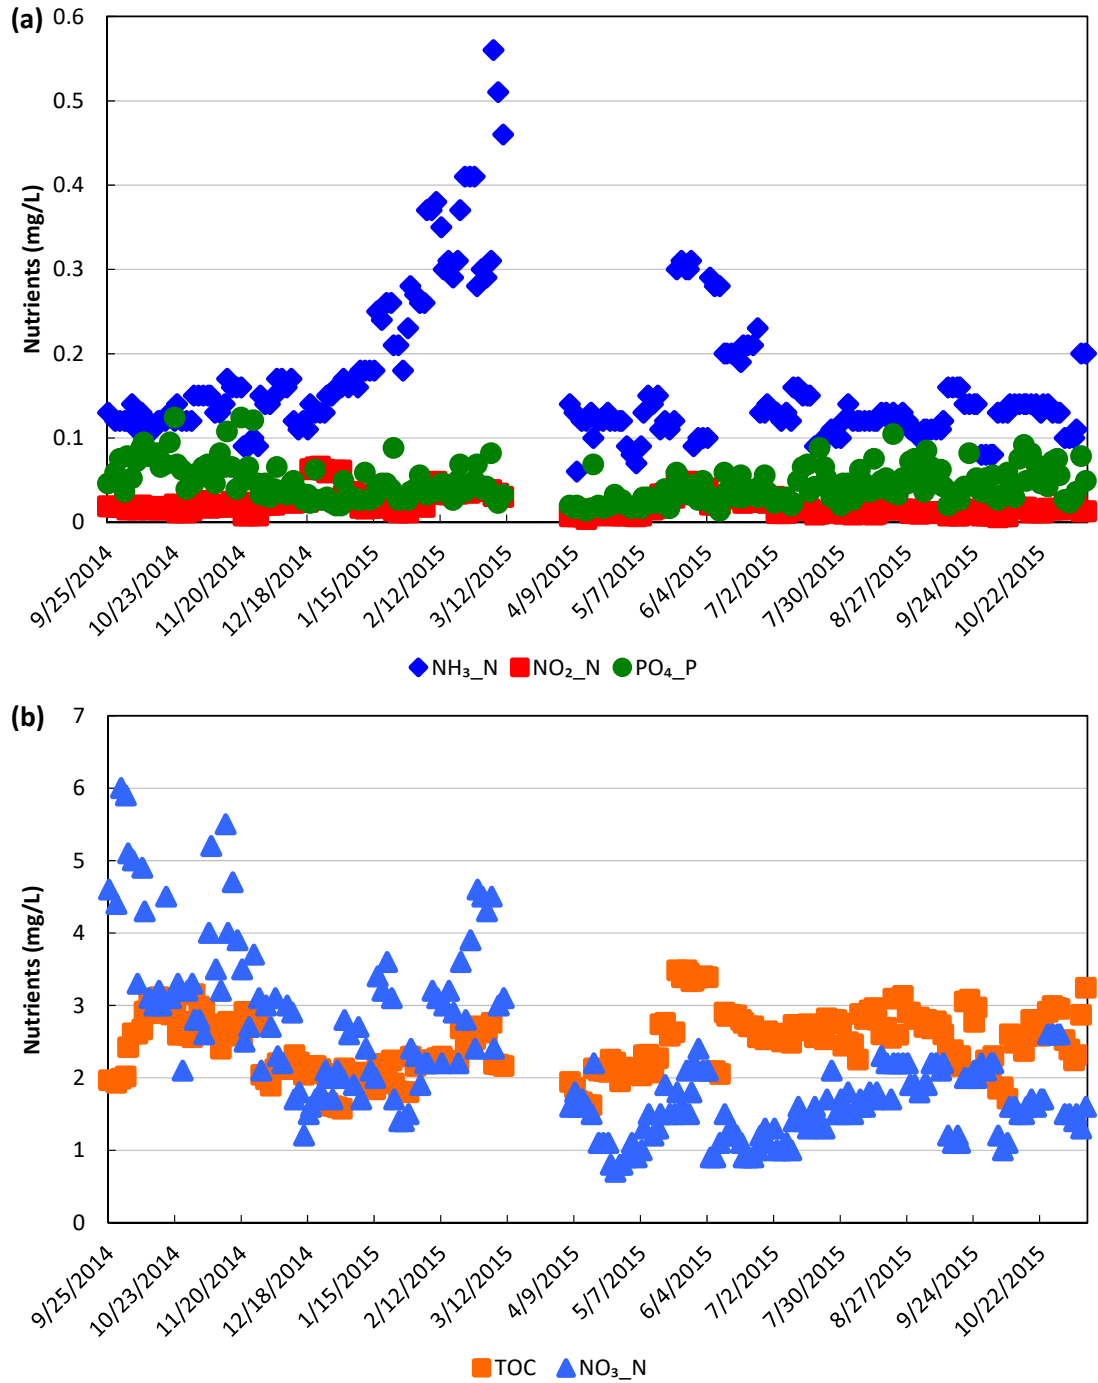 (a)
Nutrients (mg/L)
0.6
0.5
0.4
0.3
0.2
0.1
0
9/25/2014 10/23/2014 11/20/2014 12/18/2014 1/15/2015 2/12/2015 3/12/2015 4/9/2015 5/7/2015 6/4/2015 7/2/2015 7/30/2015 8/27/2015 9/24/2015 10/22/2015
NH₃_N NO₂_N PO₄_P
(b)
Nutrients (mg/L)
7
6
5
4
3
2
1
0
9/25/2014 10/23/2014 11/20/2014 12/18/2014 1/15/2015 2/12/2015 3/12/2015 4/9/2015 5/7/2015 6/4/2015 7/2/2015 7/30/2015 8/27/2015 9/24/2015 10/22/2015
TOC NO₃_N